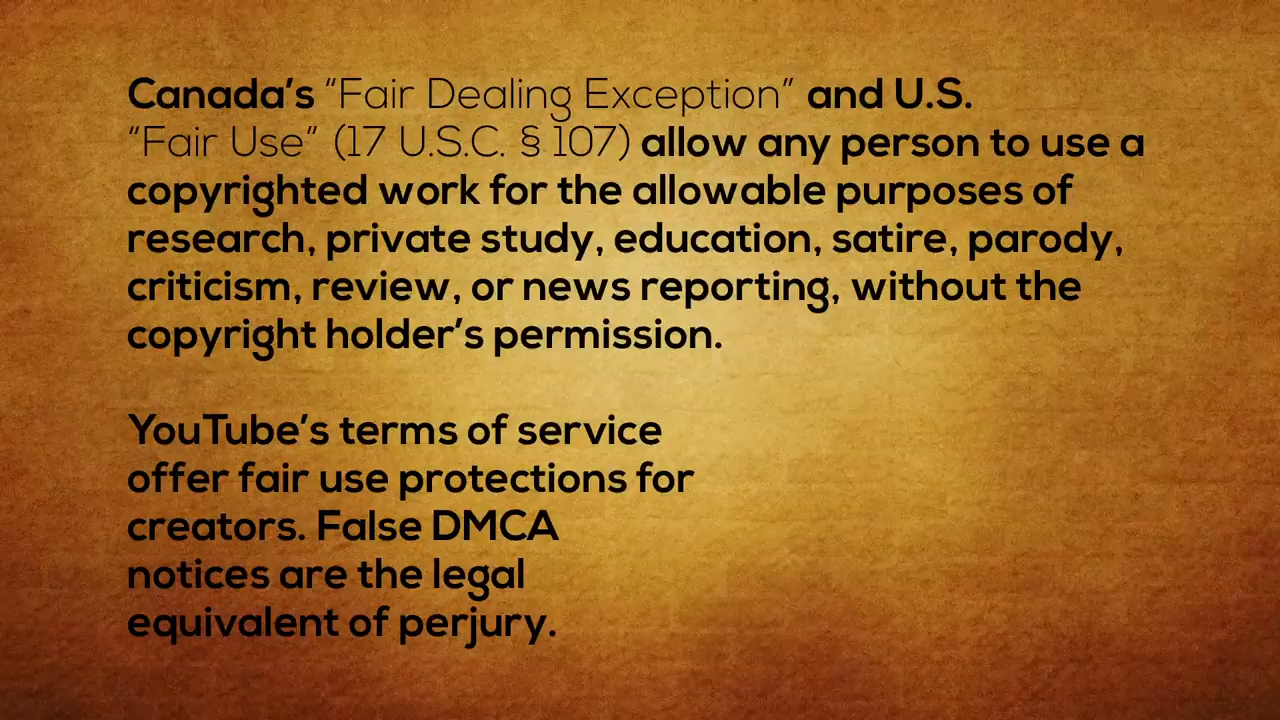 Canada's “Fair Dealing Exception” and U.S.
“Fair Use” (17 U.S.C. § 107) allow any person to use a
copyrighted work for the allowable purposes of
research, private study, education, satire, parody,
criticism, review, or news reporting, without the
copyright holder's permission.
YouTube's terms of service
offer fair use protections for
creators. False DMCA
notices are the legal
equivalent of perjury.